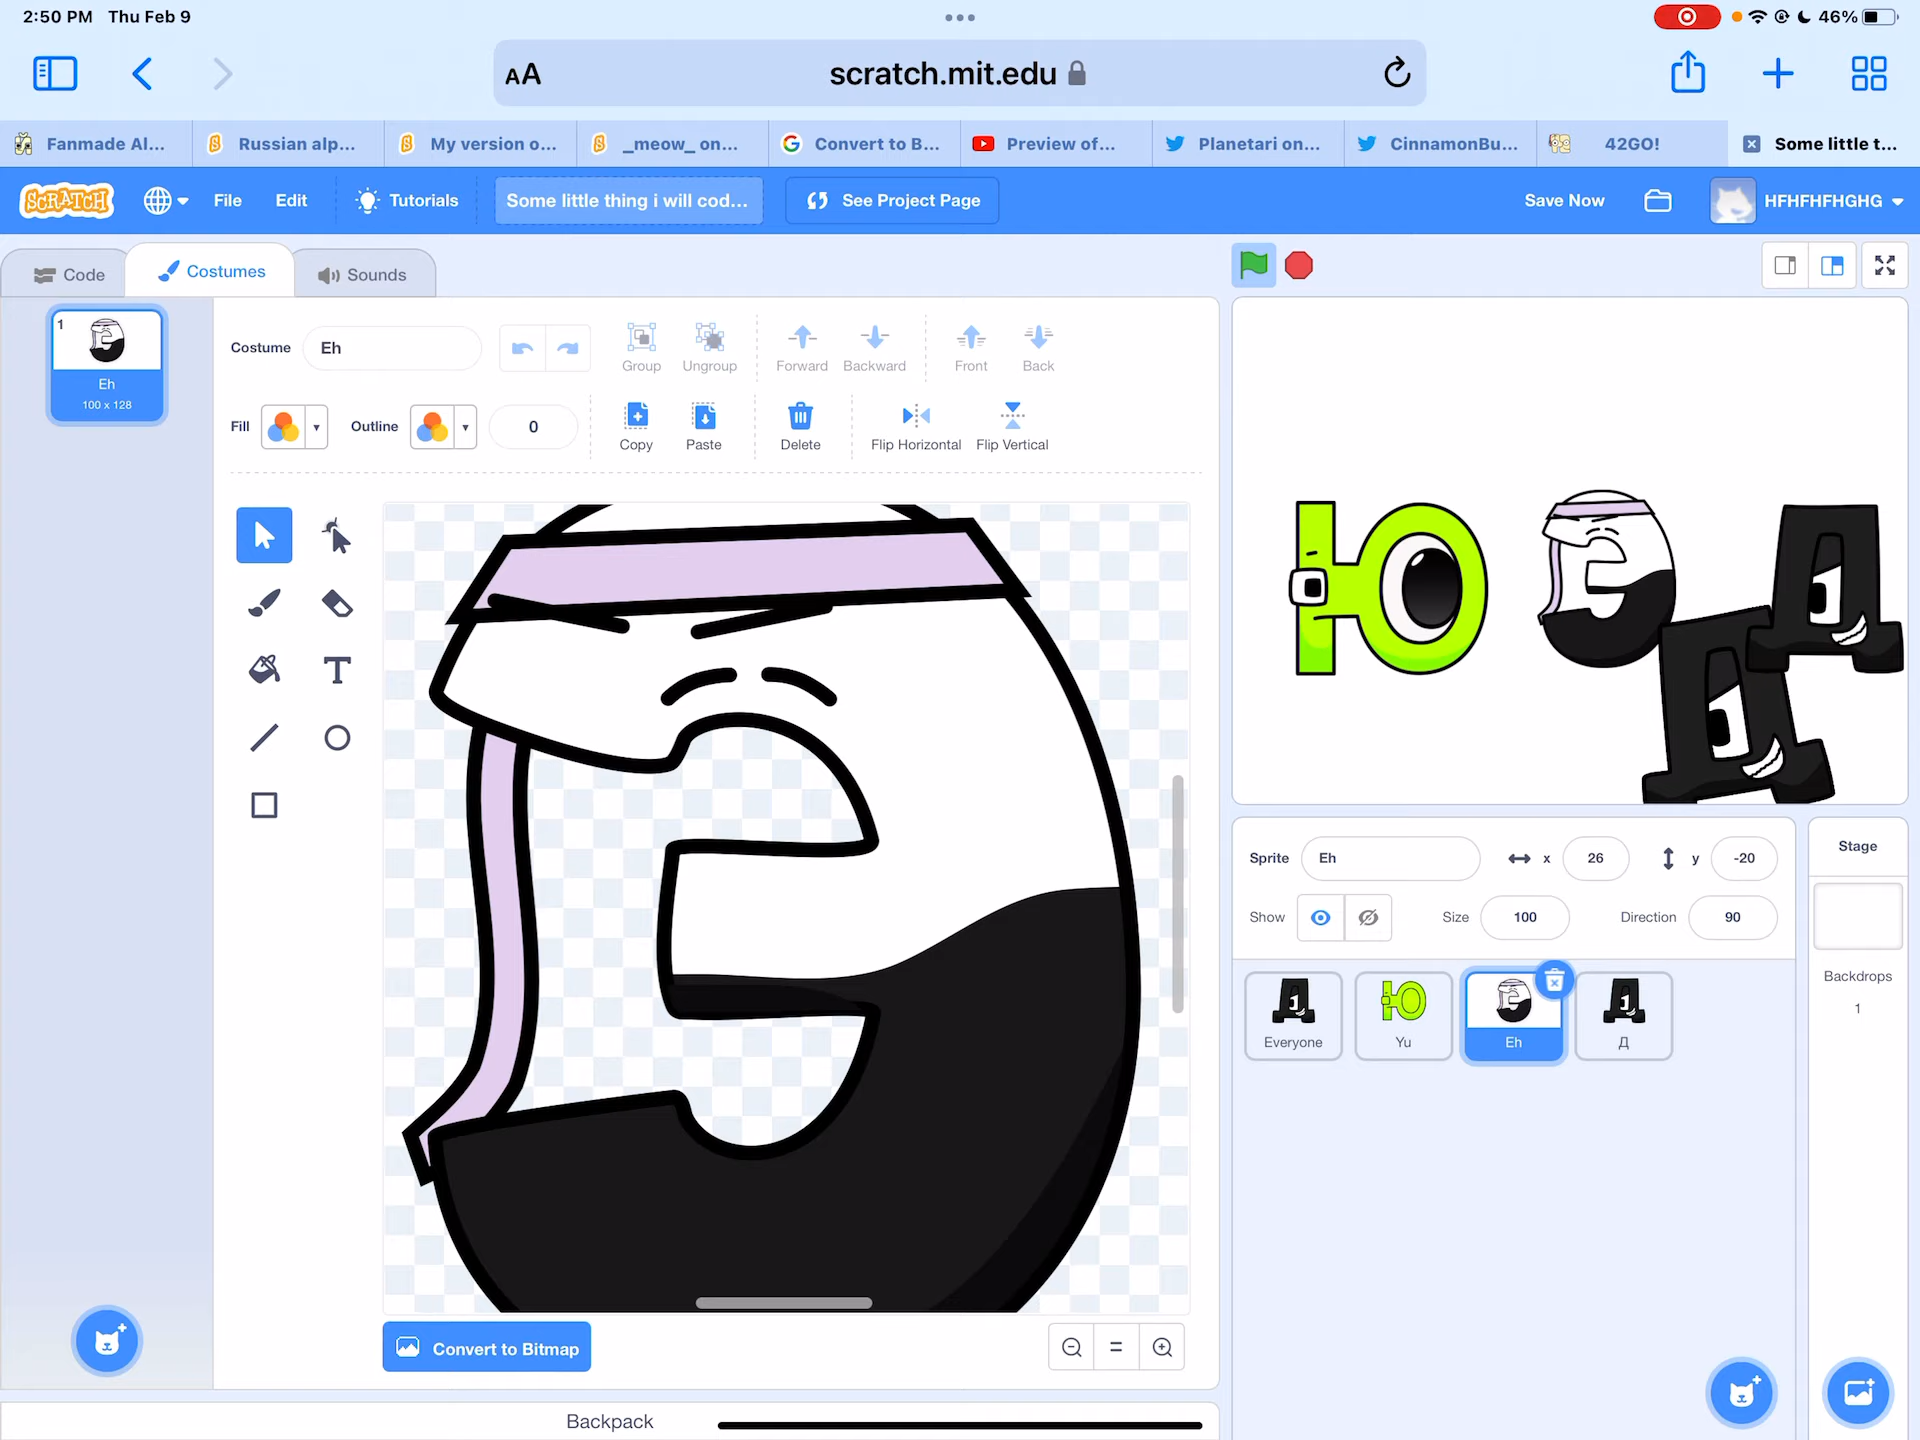 2:50 PM Thu Feb 9
46%
AA scratch.mit.edu
Fanmade Al...
Russian alp...
My version o...
_meow_ on...
Convert to B...
Preview of...
Planetari on...
CinnamonBu...
42GO!
Some little t...
SCRATCH File Edit Tutorials Some little thing i will cod... See Project Page Save Now HFHFHFHGHG
Code Costumes Sounds
1
Eh
100 x 128
Costume Eh Group Ungroup Forward Backward Front Back
Fill Outline 0 Copy Paste Delete Flip Horizontal Flip Vertical
T
Convert to Bitmap
=
Backpack
Sprite Eh x 26 y -20
Show Size 100 Direction 90
Everyone Yu Eh Д
Stage
Backdrops
1